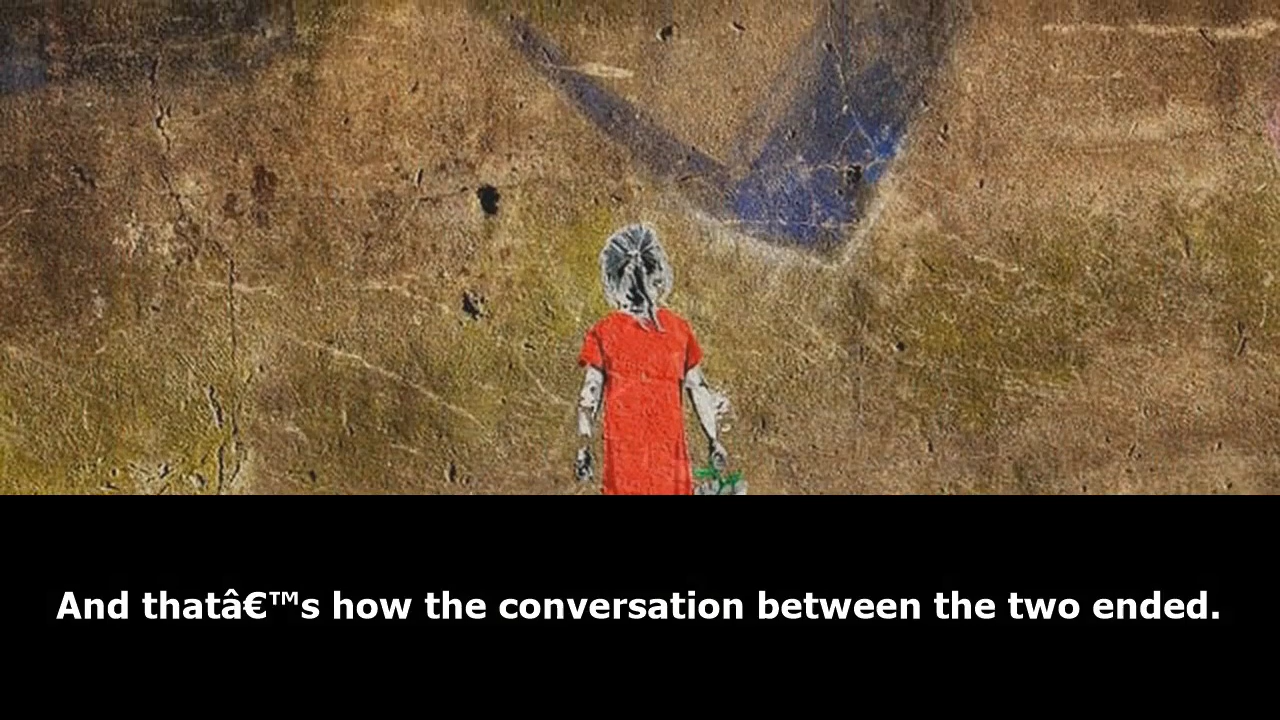 And thatâ€™s how the conversation between the two ended.